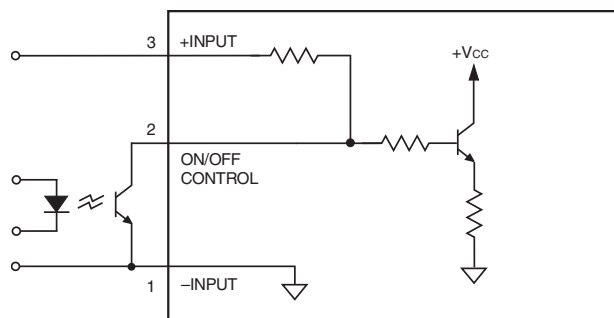 3 +INPUT
+VCC
2
ON/OFF
CONTROL
1 –INPUT